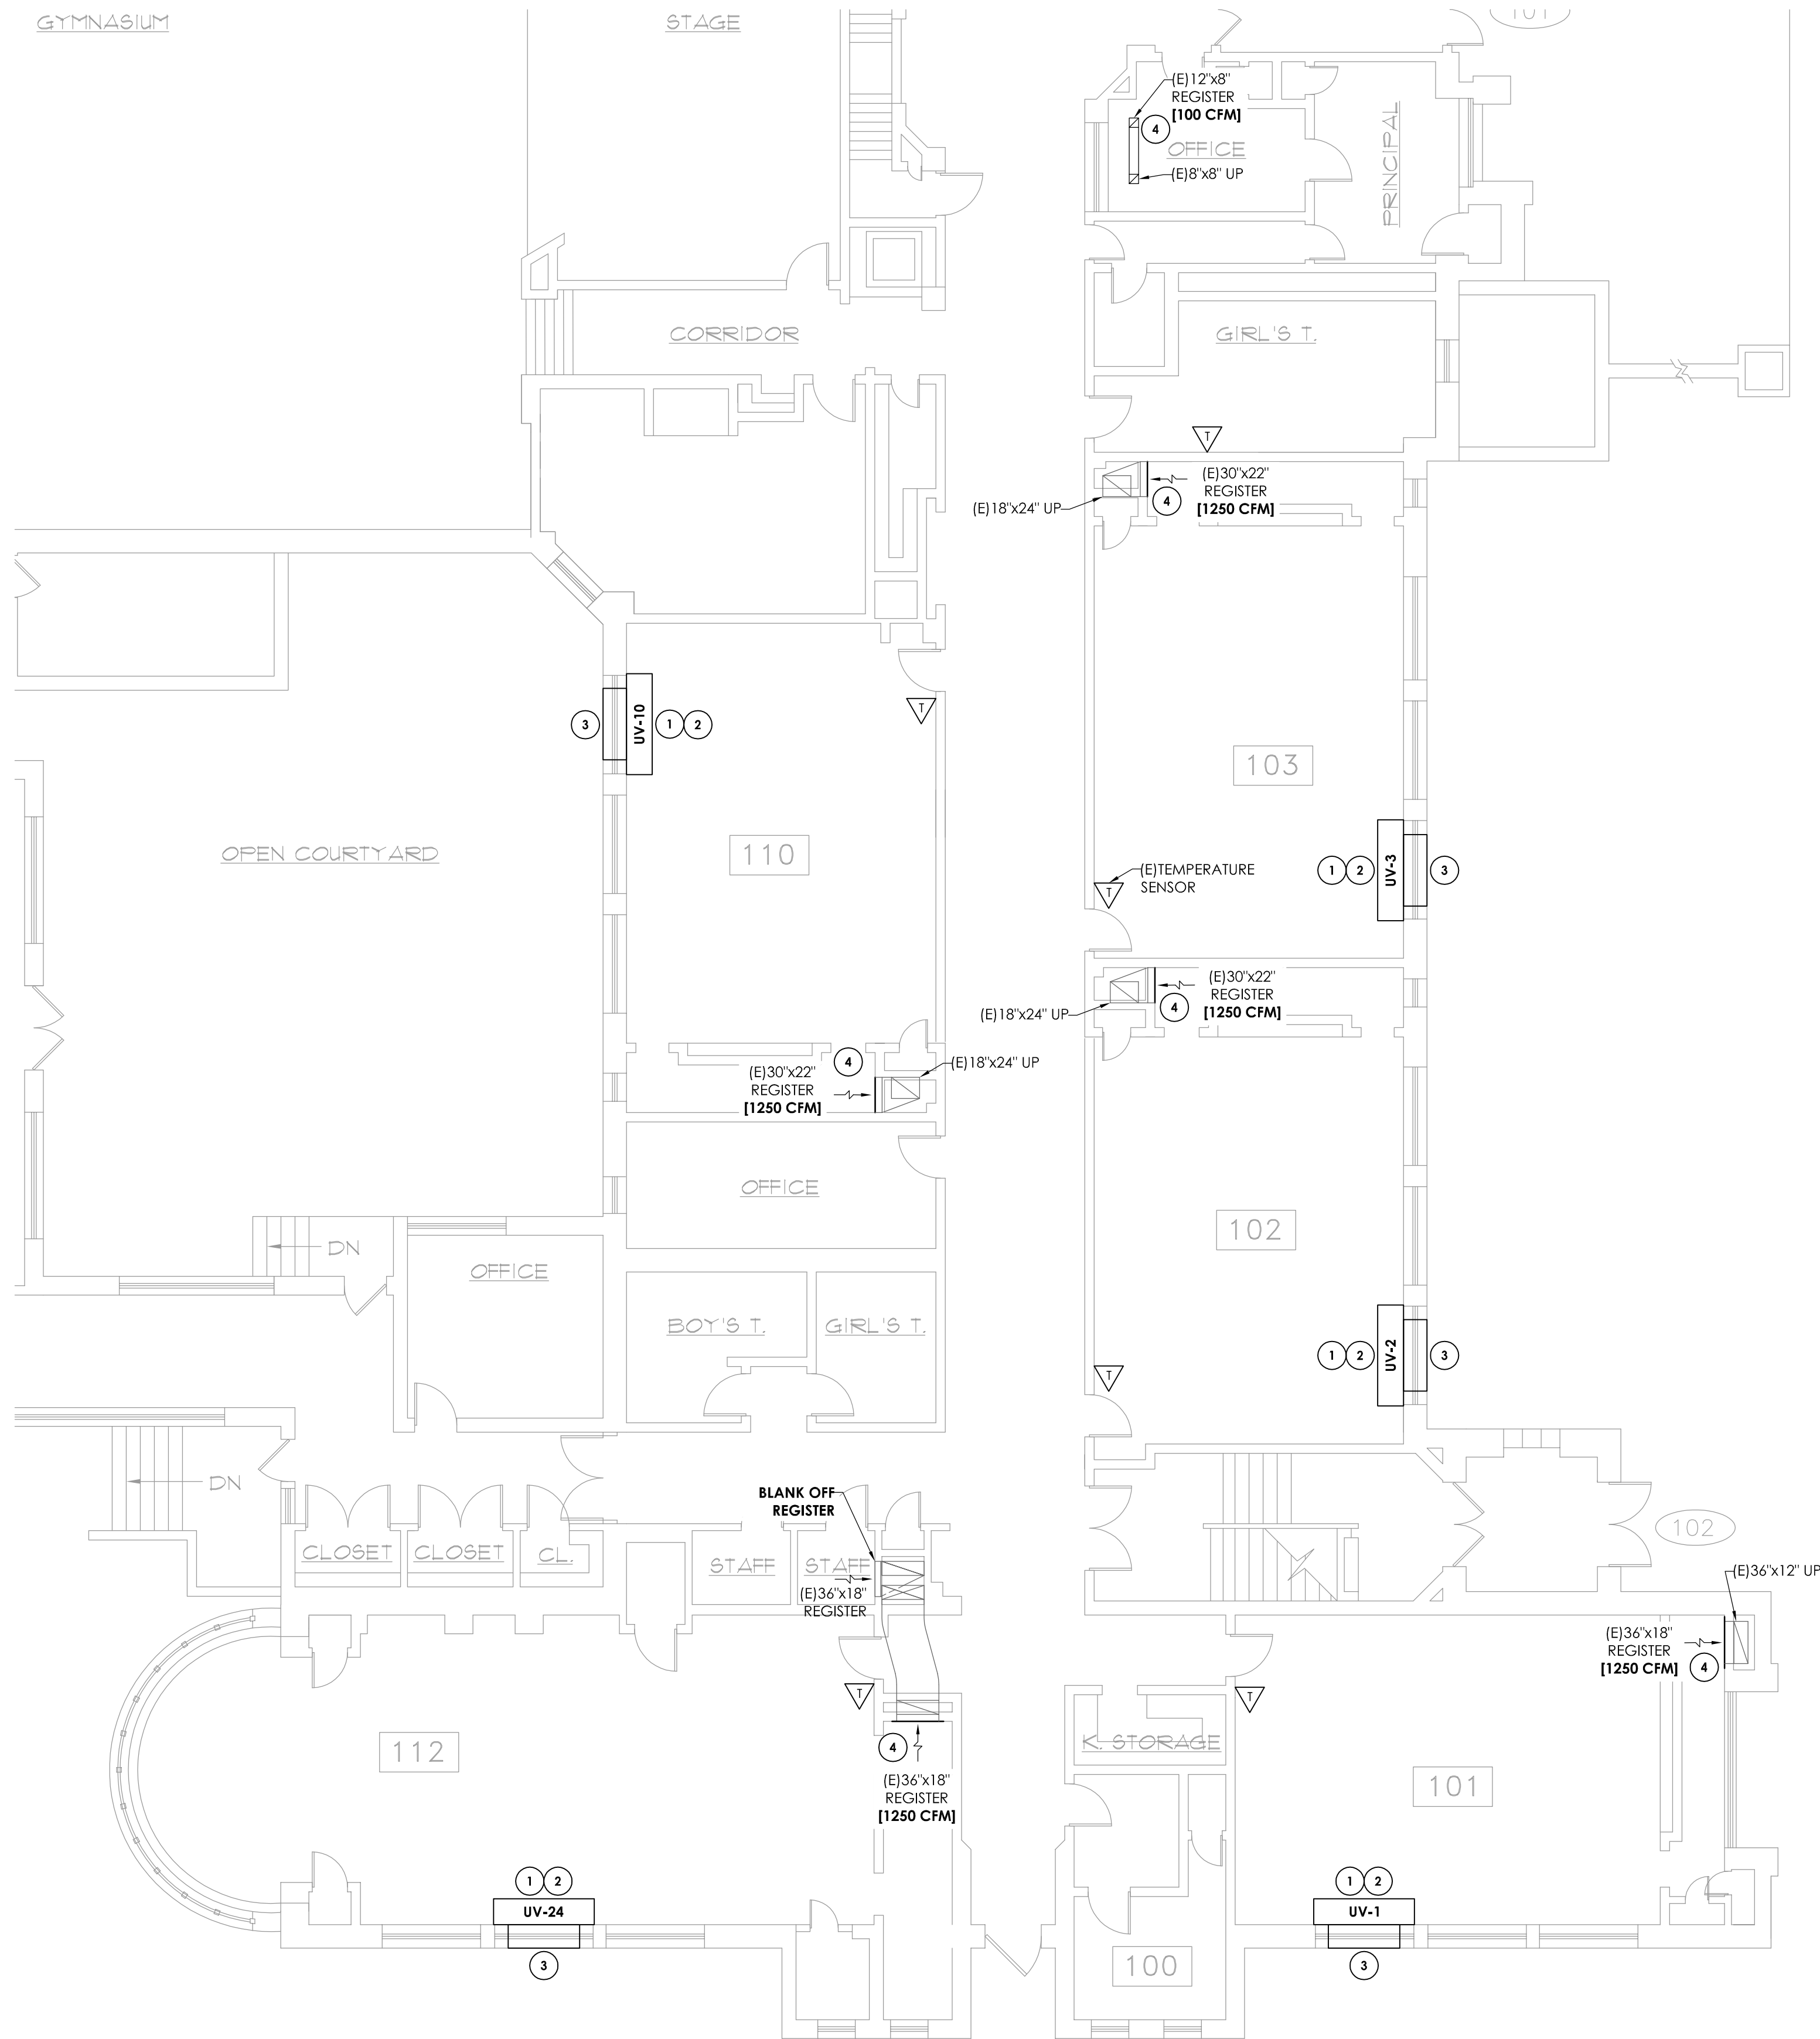 GYMNASIUM
STAGE
101
(E)12"x8"
REGISTER
[100 CFM]
4
OFFICE
(E)8"x8" UP
PRINCIPAL
CORRIDOR
GIRL'S T.
T
(E)30"x22"
REGISTER
[1250 CFM]
4
(E)18"x24" UP
3
UV-10
1
2
T
103
110
OPEN COURTYARD
(E)TEMPERATURE
SENSOR
T
1
2
UV-3
3
(E)30"x22"
REGISTER
[1250 CFM]
4
(E)18"x24" UP
4
(E)18"x24" UP
(E)30"x22"
REGISTER
[1250 CFM]
OFFICE
102
DN
OFFICE
BOY'S T.
GIRL'S T.
T
1
2
UV-2
3
DN
BLANK OFF
REGISTER
CLOSET
CLOSET
CL.
STAFF
STAFF
(E)36"x18"
REGISTER
102
(E)36"x12" UP
(E)36"x18"
REGISTER
[1250 CFM]
4
T
T
112
4
(E)36"x18"
REGISTER
[1250 CFM]
K. STORAGE
101
1
2
UV-24
3
1
2
UV-1
3
100